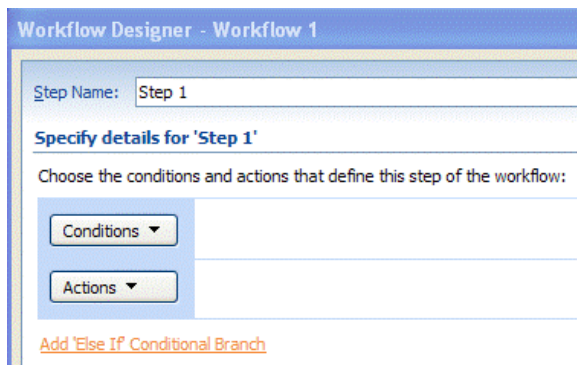 Workflow Designer - Workflow 1
Step Name: Step 1
Specify details for 'Step 1'
Choose the conditions and actions that define this step of the workflow:
Conditions
Actions
Add 'Else If' Conditional Branch